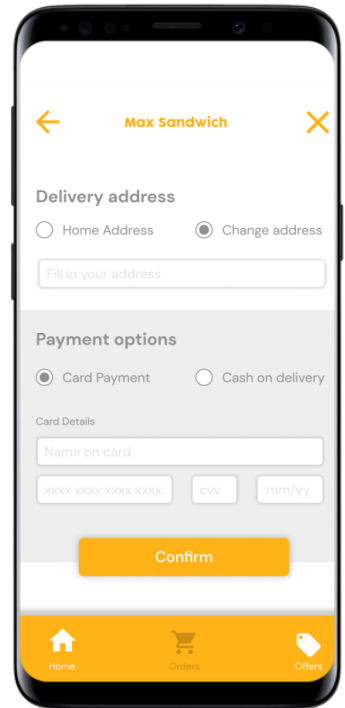 Max Sandwich
Delivery address
Home Address Change address
Fill in your address
Payment options
Card Payment Cash on delivery
Card Details
Name on card
xxxx xxxx xxxx xxxx cvv mm/yy
Confirm
Home Orders Offers